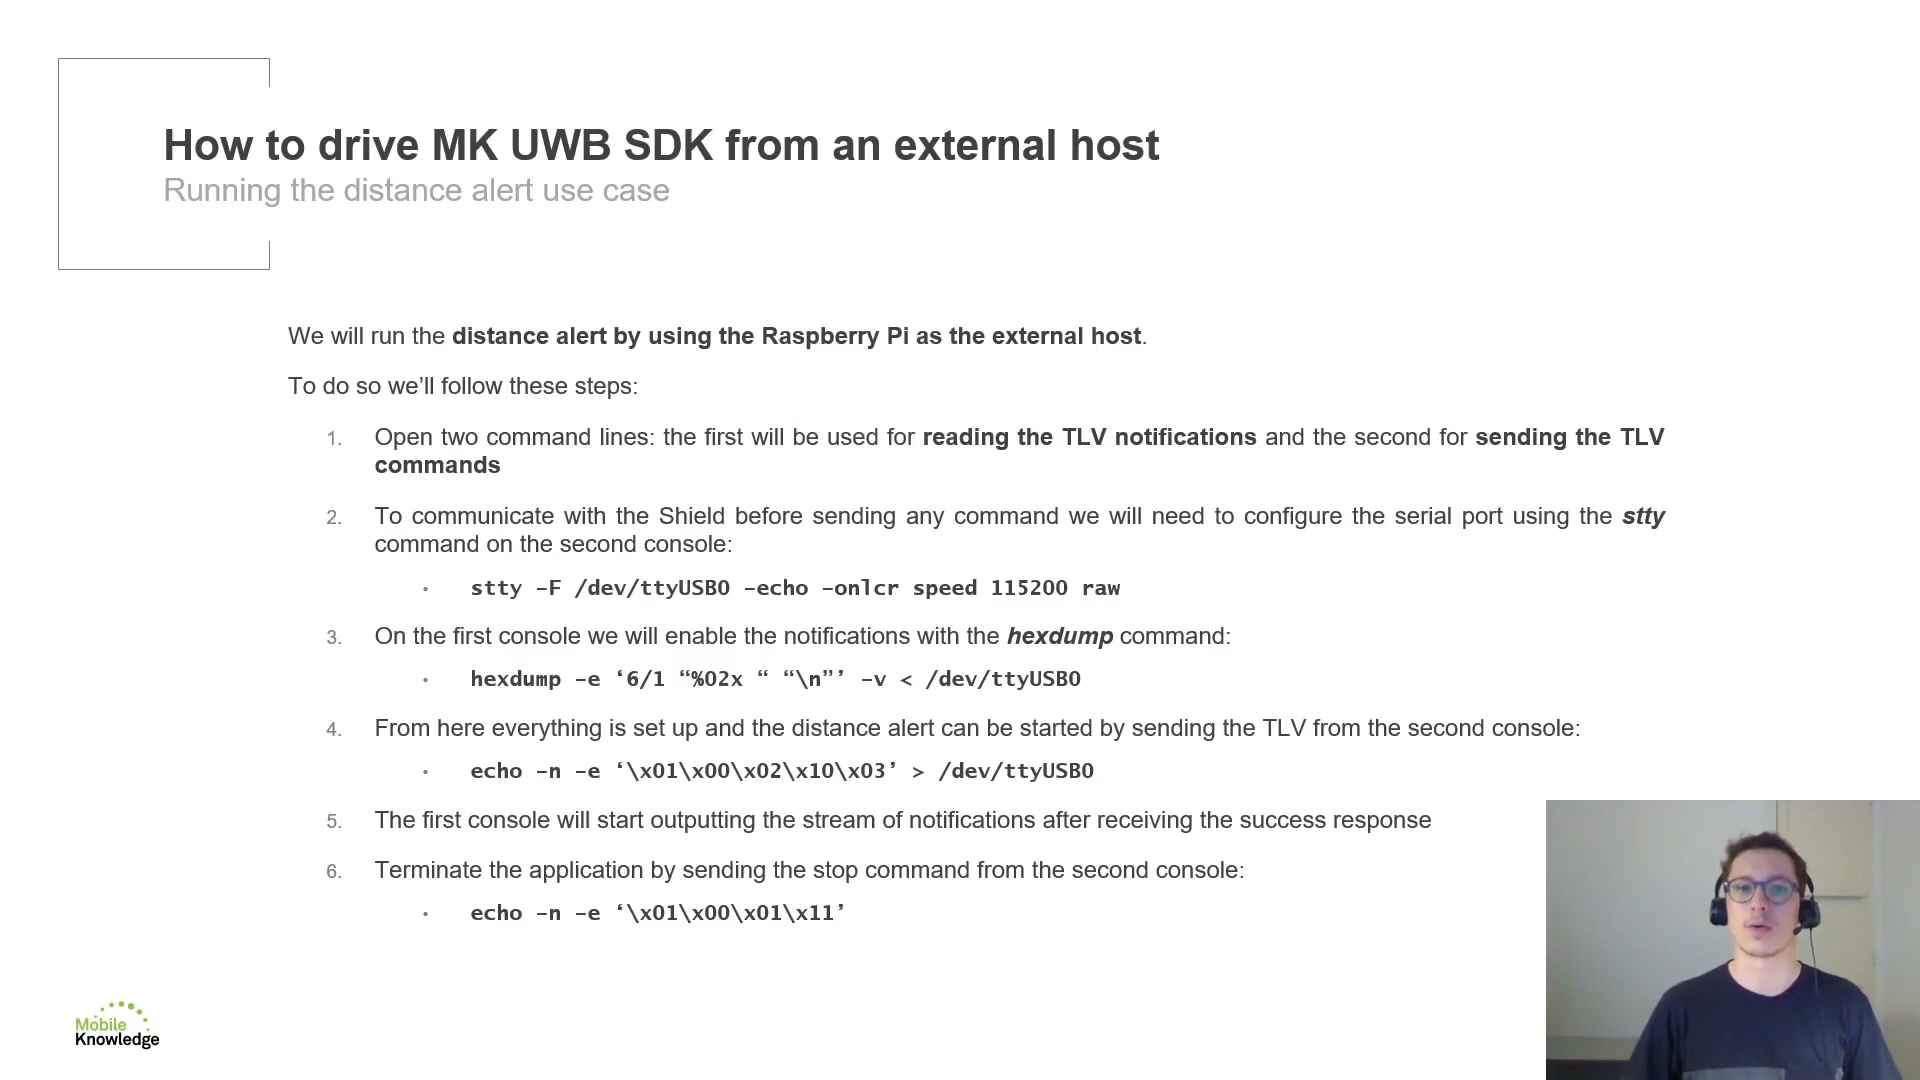 How to drive MK UWB SDK from an external host
Running the distance alert use case
We will run the distance alert by using the Raspberry Pi as the external host.
To do so we’ll follow these steps:
1. Open two command lines: the first will be used for reading the TLV notifications and the second for sending the TLV
commands
2. To communicate with the Shield before sending any command we will need to configure the serial port using the stty
command on the second console:
• stty –F /dev/ttyUSB0 –echo –onlcr speed 115200 raw
3. On the first console we will enable the notifications with the hexdump command:
• hexdump –e ‘6/1 “%02x “ “\n”’ –v < /dev/ttyUSB0
4. From here everything is set up and the distance alert can be started by sending the TLV from the second console:
• echo –n –e ‘\x01\x00\x02\x10\x03’ > /dev/ttyUSB0
5. The first console will start outputting the stream of notifications after receiving the success response
6. Terminate the application by sending the stop command from the second console:
• echo –n –e ‘\x01\x00\x01\x11’
Mobile
Knowledge